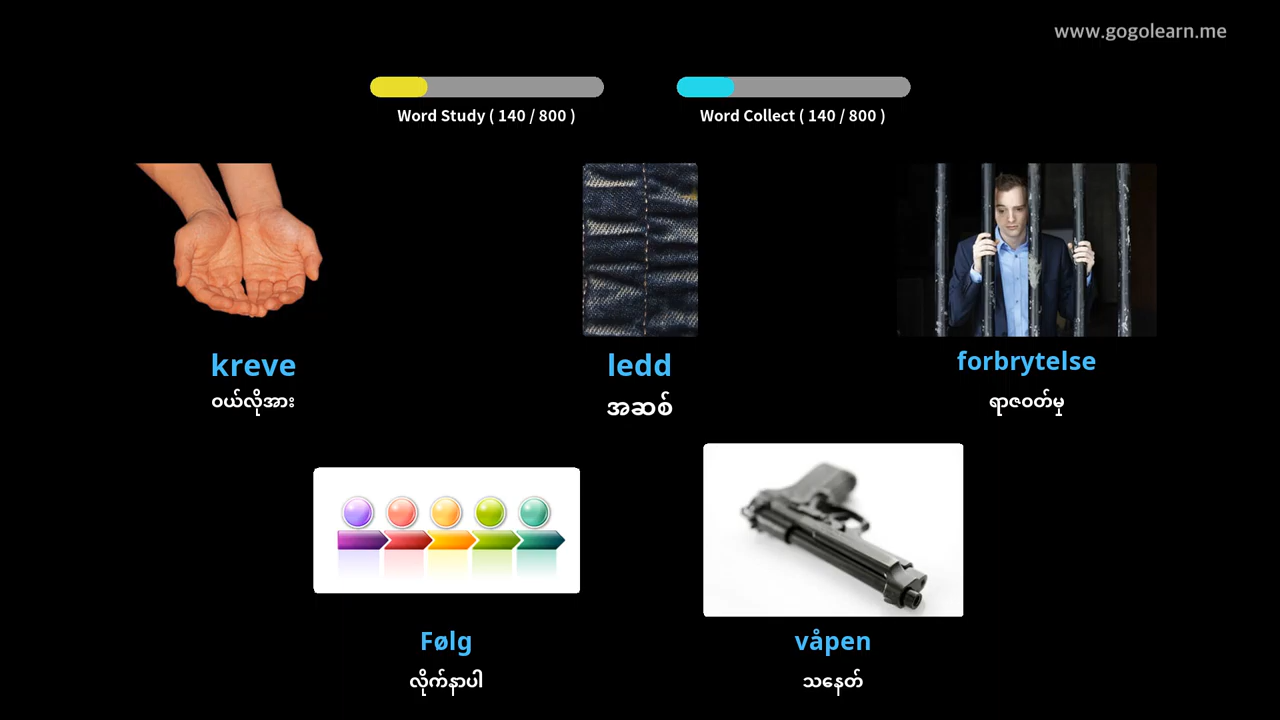 www.gogolearn.me
Word Study ( 140 / 800 )
Word Collect ( 140 / 800 )
kreve
ဝယ်လိုအား
ledd
အဆစ်
forbrytelse
ရာဇဝတ်မှု
Følg
လိုက်နာပါ
våpen
သေနတ်